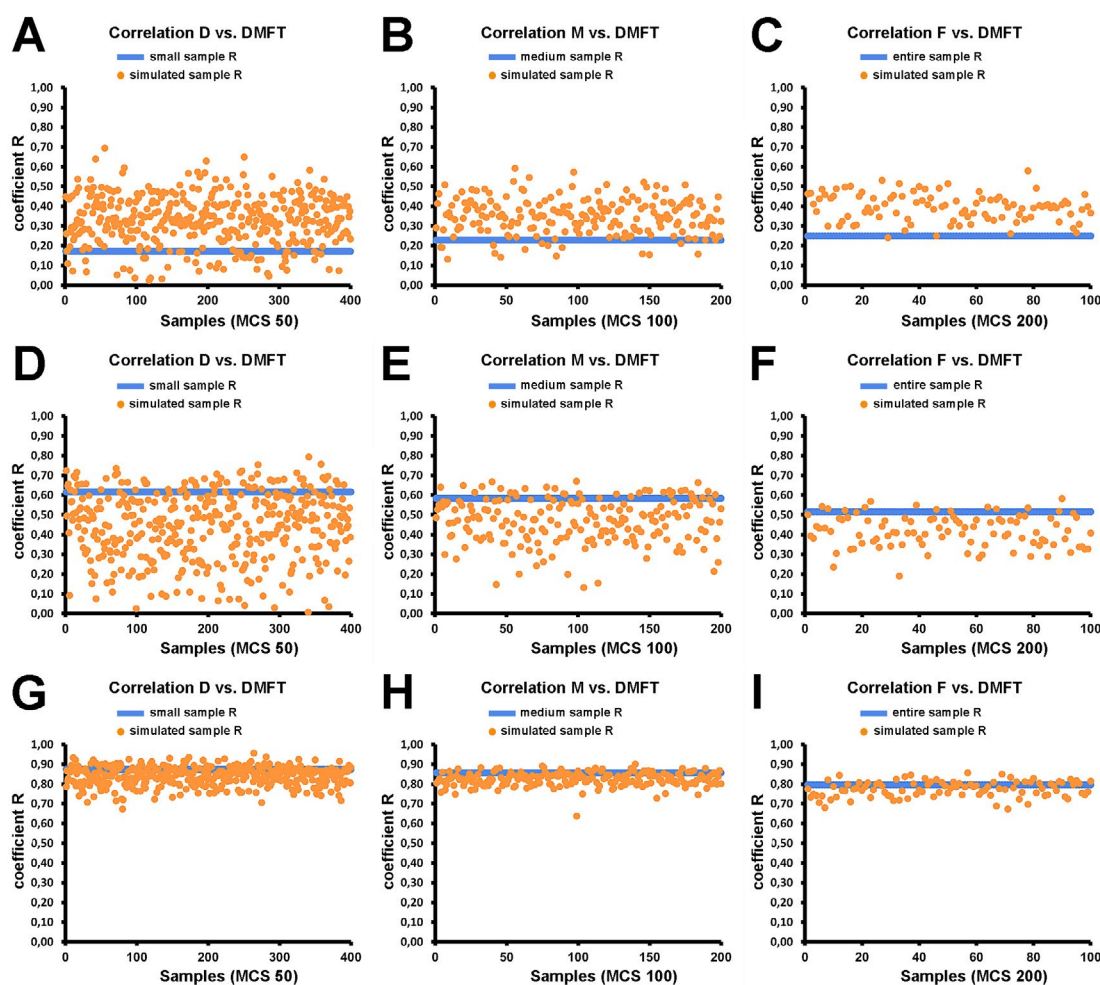 A
Correlation D vs. DMFT
small sample R
simulated sample R
coefficient R
1,00
0,90
0,80
0,70
0,60
0,50
0,40
0,30
0,20
0,10
0,00
0 100 200 300 400
Samples (MCS 50)
B
Correlation M vs. DMFT
medium sample R
simulated sample R
coefficient R
1,00
0,90
0,80
0,70
0,60
0,50
0,40
0,30
0,20
0,10
0,00
0 50 100 150 200
Samples (MCS 100)
C
Correlation F vs. DMFT
entire sample R
simulated sample R
coefficient R
1,00
0,90
0,80
0,70
0,60
0,50
0,40
0,30
0,20
0,10
0,00
0 20 40 60 80 100
Samples (MCS 200)
D
Correlation D vs. DMFT
small sample R
simulated sample R
coefficient R
1,00
0,90
0,80
0,70
0,60
0,50
0,40
0,30
0,20
0,10
0,00
0 100 200 300 400
Samples (MCS 50)
E
Correlation M vs. DMFT
medium sample R
simulated sample R
coefficient R
1,00
0,90
0,80
0,70
0,60
0,50
0,40
0,30
0,20
0,10
0,00
0 50 100 150 200
Samples (MCS 100)
F
Correlation F vs. DMFT
entire sample R
simulated sample R
coefficient R
1,00
0,90
0,80
0,70
0,60
0,50
0,40
0,30
0,20
0,10
0,00
0 20 40 60 80 100
Samples (MCS 200)
G
Correlation D vs. DMFT
small sample R
simulated sample R
coefficient R
1,00
0,90
0,80
0,70
0,60
0,50
0,40
0,30
0,20
0,10
0,00
0 100 200 300 400
Samples (MCS 50)
H
Correlation M vs. DMFT
medium sample R
simulated sample R
coefficient R
1,00
0,90
0,80
0,70
0,60
0,50
0,40
0,30
0,20
0,10
0,00
0 50 100 150 200
Samples (MCS 100)
I
Correlation F vs. DMFT
entire sample R
simulated sample R
coefficient R
1,00
0,90
0,80
0,70
0,60
0,50
0,40
0,30
0,20
0,10
0,00
0 20 40 60 80 100
Samples (MCS 200)